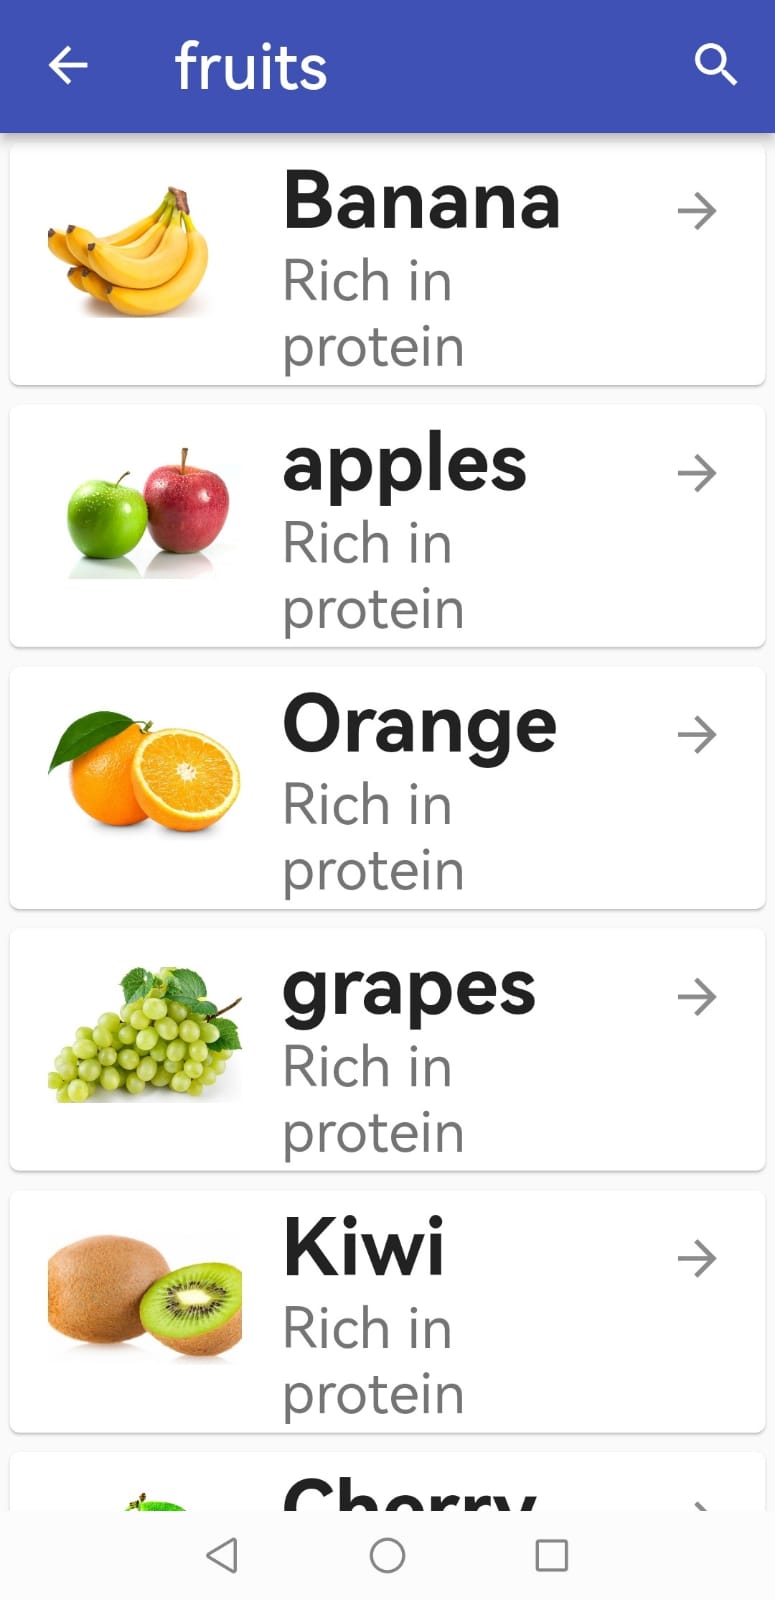 fruits
Banana
Rich in
protein
apples
Rich in
protein
Orange
Rich in
protein
grapes
Rich in
protein
Kiwi
Rich in
protein
Cherry